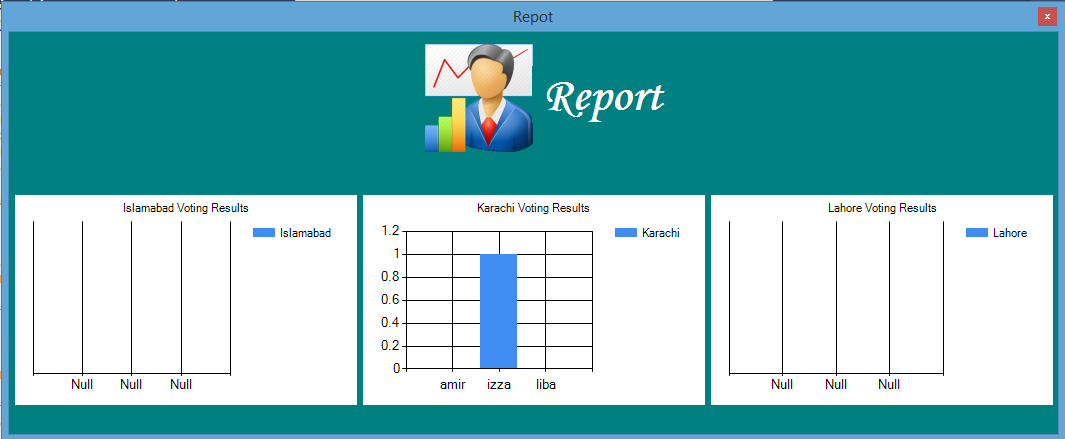 Repot
x
Report
Islamabad Voting Results
Islamabad
Null Null Null
Karachi Voting Results
Karachi
1.2
1
0.8
0.6
0.4
0.2
0
amir izza liba
Lahore Voting Results
Lahore
Null Null Null